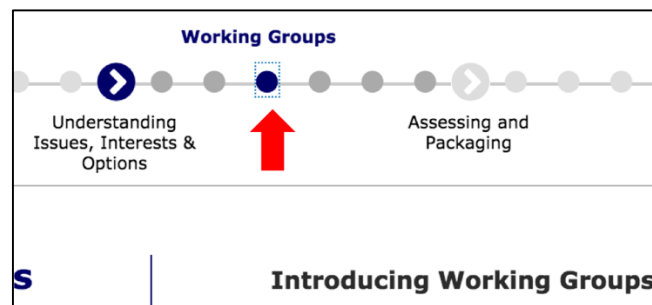 Working Groups
Understanding
Issues, Interests &
Options
Assessing and
Packaging
s
Introducing Working Groups